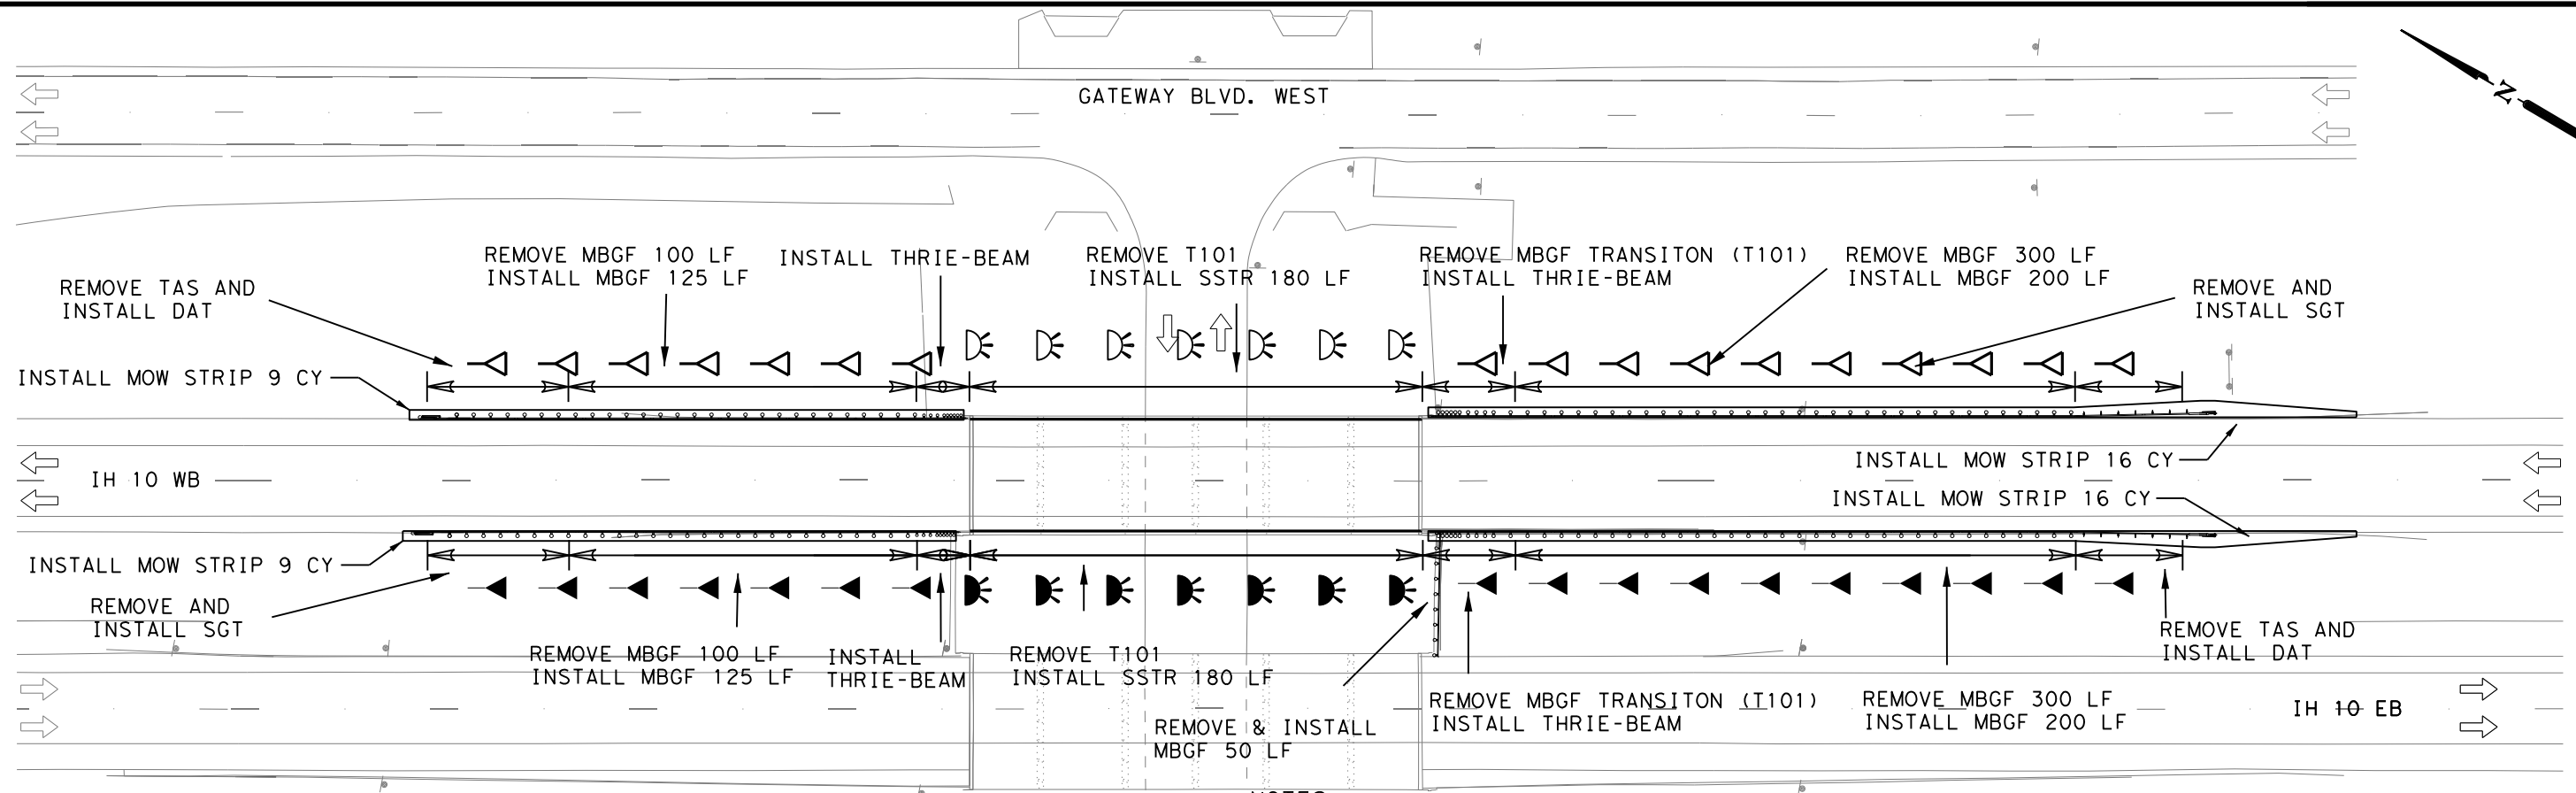 GATEWAY BLVD. WEST
N
REMOVE MBGF 100 LF
INSTALL MBGF 125 LF
INSTALL THRIE-BEAM
REMOVE T101
INSTALL SSTR 180 LF
REMOVE MBGF TRANSITON (T101)
INSTALL THRIE-BEAM
REMOVE MBGF 300 LF
INSTALL MBGF 200 LF
REMOVE TAS AND
INSTALL DAT
REMOVE AND
INSTALL SGT
INSTALL MOW STRIP 9 CY
INSTALL MOW STRIP 16 CY
IH 10 WB
INSTALL MOW STRIP 16 CY
INSTALL MOW STRIP 9 CY
REMOVE AND
INSTALL SGT
REMOVE MBGF 100 LF
INSTALL MBGF 125 LF
INSTALL
THRIE-BEAM
REMOVE T101
INSTALL SSTR 180 LF
REMOVE TAS AND
INSTALL DAT
REMOVE MBGF TRANSITON (T101)
INSTALL THRIE-BEAM
REMOVE MBGF 300 LF
INSTALL MBGF 200 LF
IH 10 EB
REMOVE & INSTALL
MBGF 50 LF